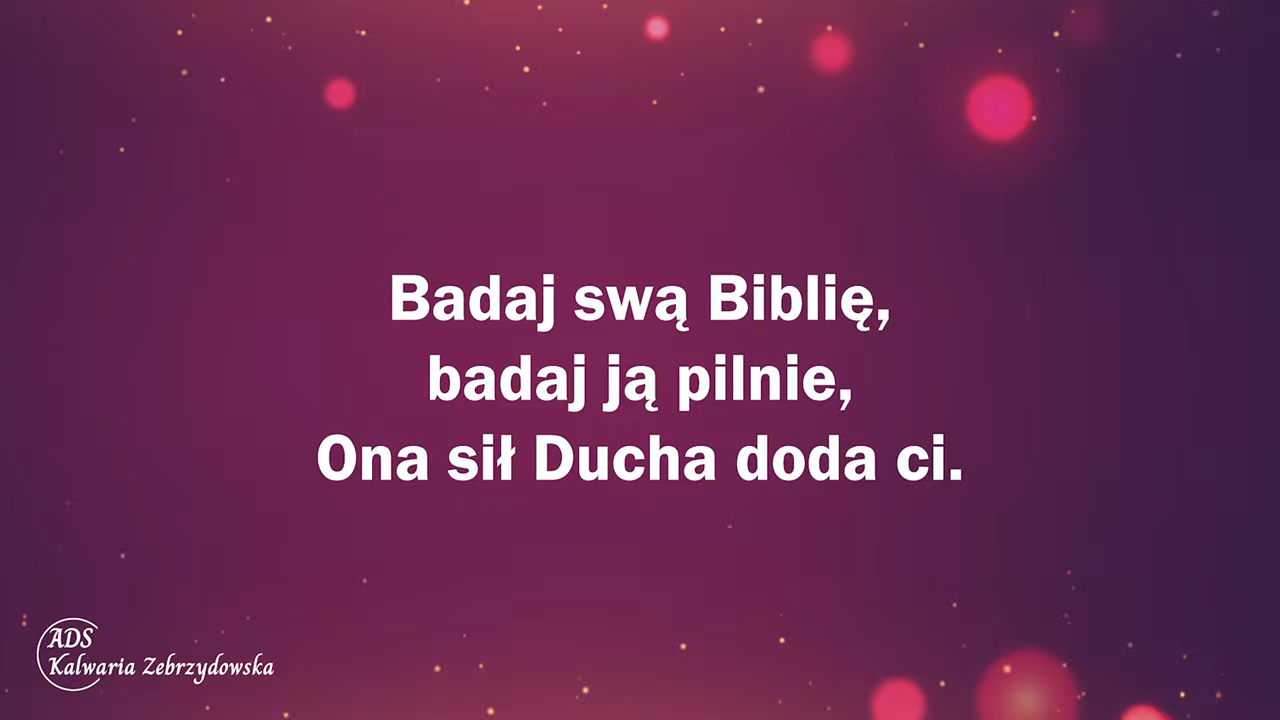 Badaj swą Biblię,
badaj ją pilnie,
Ona sił Ducha doda ci.
ADS
Kalwaria Zebrzydowska